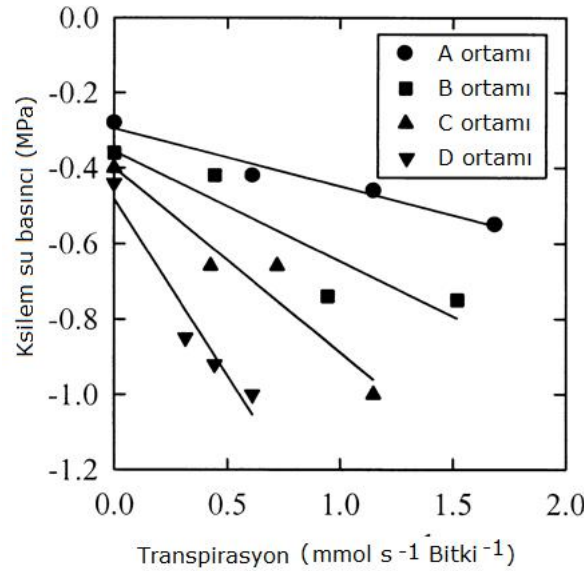 0.0
-0.2
-0.4
-0.6
-0.8
-1.0
-1.2
Ksilem su basıncı (MPa)
A ortamı
B ortamı
C ortamı
D ortamı
0.0 0.5 1.0 1.5 2.0
Transpirasyon (mmol s⁻¹ Bitki⁻¹)